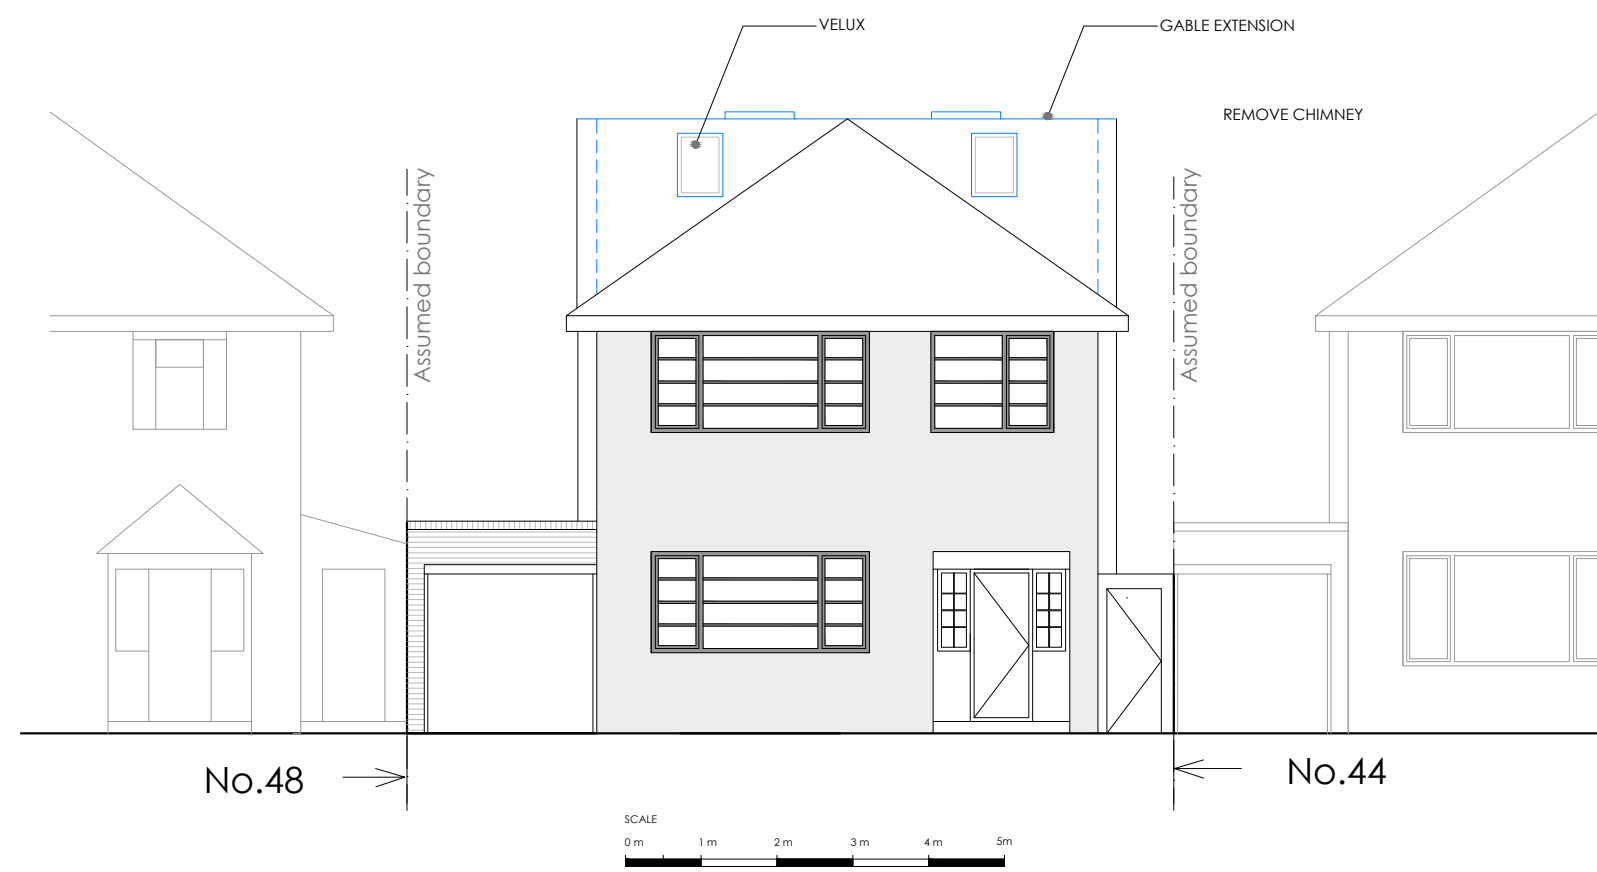 VELUX
GABLE EXTENSION
REMOVE CHIMNEY
Assumed boundary
Assumed boundary
No.48
No.44
SCALE
0 m 1 m 2 m 3 m 4 m 5m